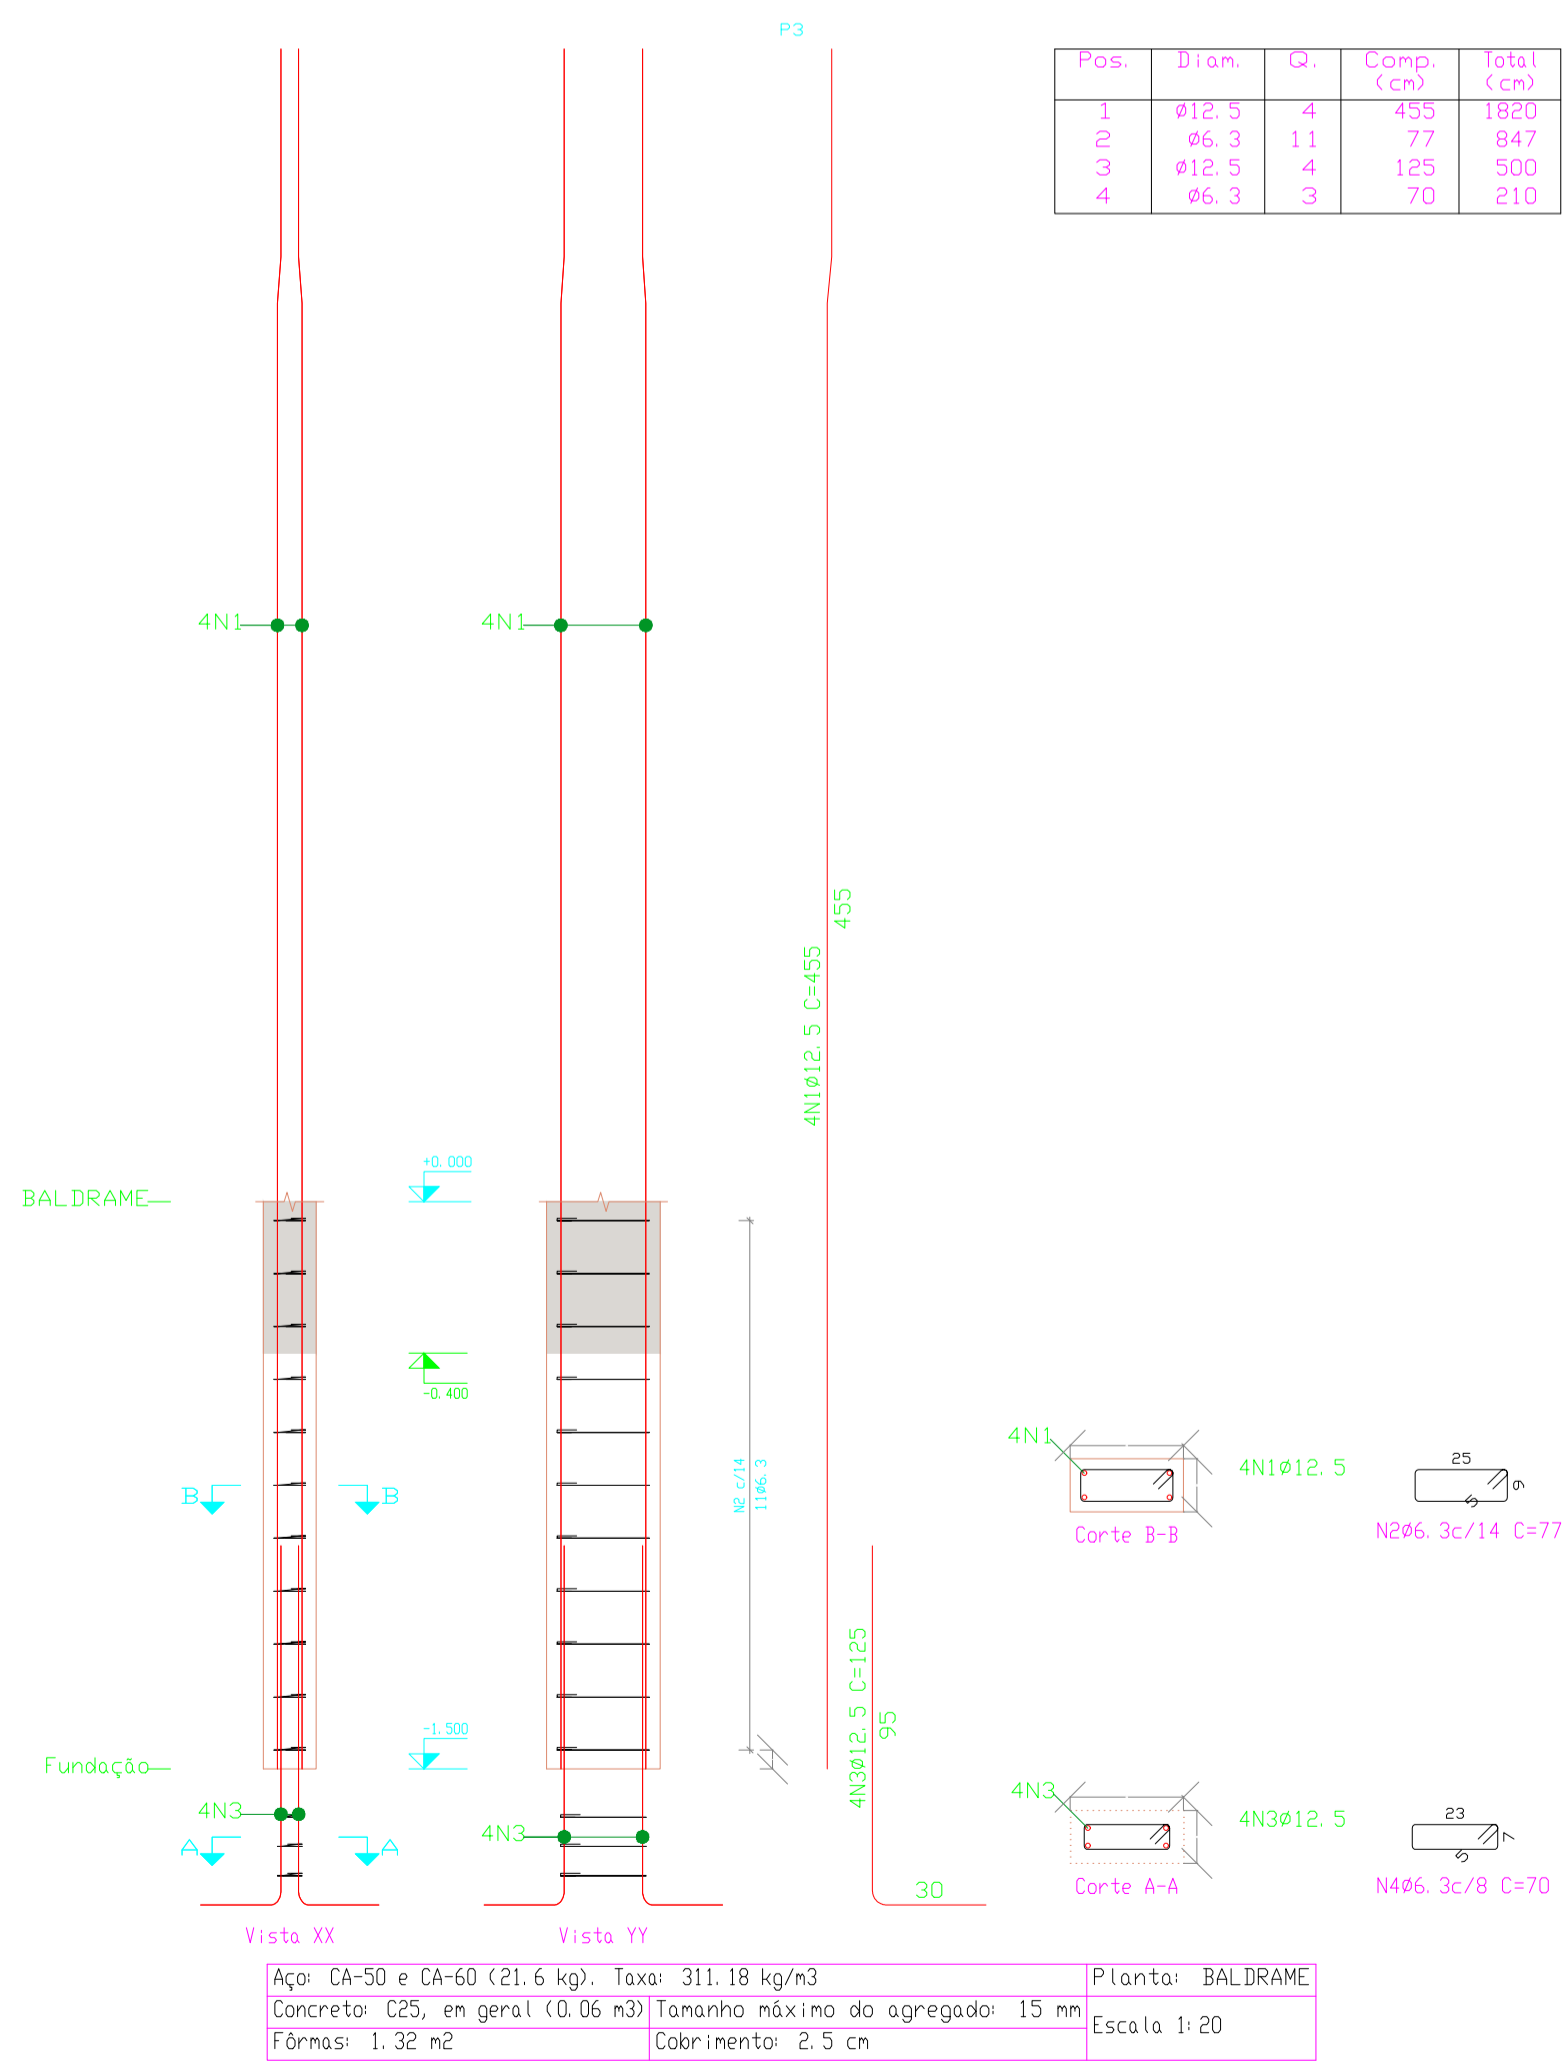 P3
Pos. Diam. Q. Comp. (cm) Total (cm)
1 Ø12.5 4 455 1820
2 Ø6.3 11 77 847
3 Ø12.5 4 125 500
4 Ø6.3 3 70 210
4N1
4N1
455
4N1Ø12.5 C=455
+0.000
BALDRAME
-0.400
N2 c/14
11Ø6.3
B
B
4N1
4N1Ø12.5
Corte B-B
25
9
5
N2Ø6.3c/14 C=77
4N3Ø12.5 C=125
95
-1.500
Fundação
4N3
4N3
A
A
30
4N3
4N3Ø12.5
Corte A-A
23
7
5
N4Ø6.3c/8 C=70
Vista XX
Vista YY
Aço: CA-50 e CA-60 (21.6 kg). Taxa: 311.18 kg/m3
Planta: BALDRAME
Concreto: C25, em geral (0.06 m3)
Tamanho máximo do agregado: 15 mm
Escala 1:20
Fôrmas: 1.32 m2
Cobrimento: 2.5 cm